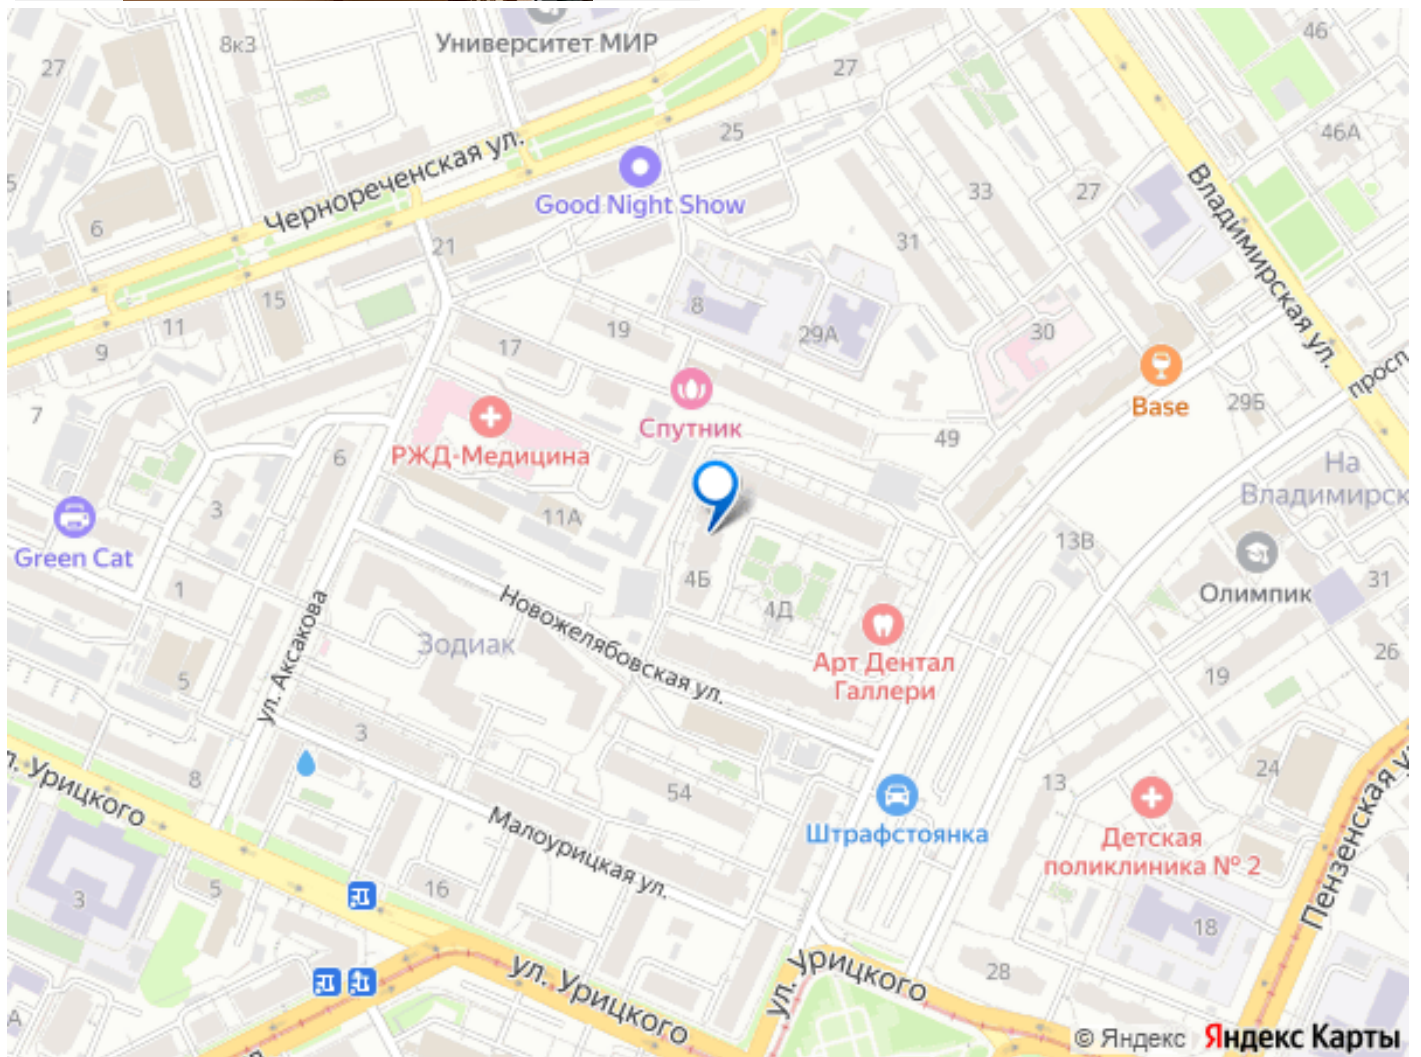 8к3
Университет МИР
27
46
27
46А
25
Чернореченская ул.
Good Night Show
33
27
Владимирская ул.
5
6
21
31
15
8
29А
30
11
19
17
9
Base
29Б
просп
7
Спутник
49
РЖД-Медицина
6
На
Владимирск
3
11А
Green Cat
13В
Олимпик
31
1
4Б
4Д
Новожелябовская ул.
ул. Аксакова
Зодиак
Арт Дентал
Галлери
26
19
5
3
8
л. Урицкого
54
13
24
Штрафстоянка
Детская
поликлиника № 2
Малоурицкая ул.
Пензенская у
3
5
16
18
ул. Урицкого
ул. Урицкого
28
А
© Яндекс Яндекс Карты